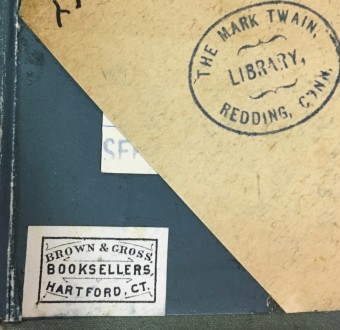 THE MARK TWAIN,
LIBRARY,
REDDING, CONN.
BROWN & GROSS,
BOOKSELLERS,
HARTFORD, CT.